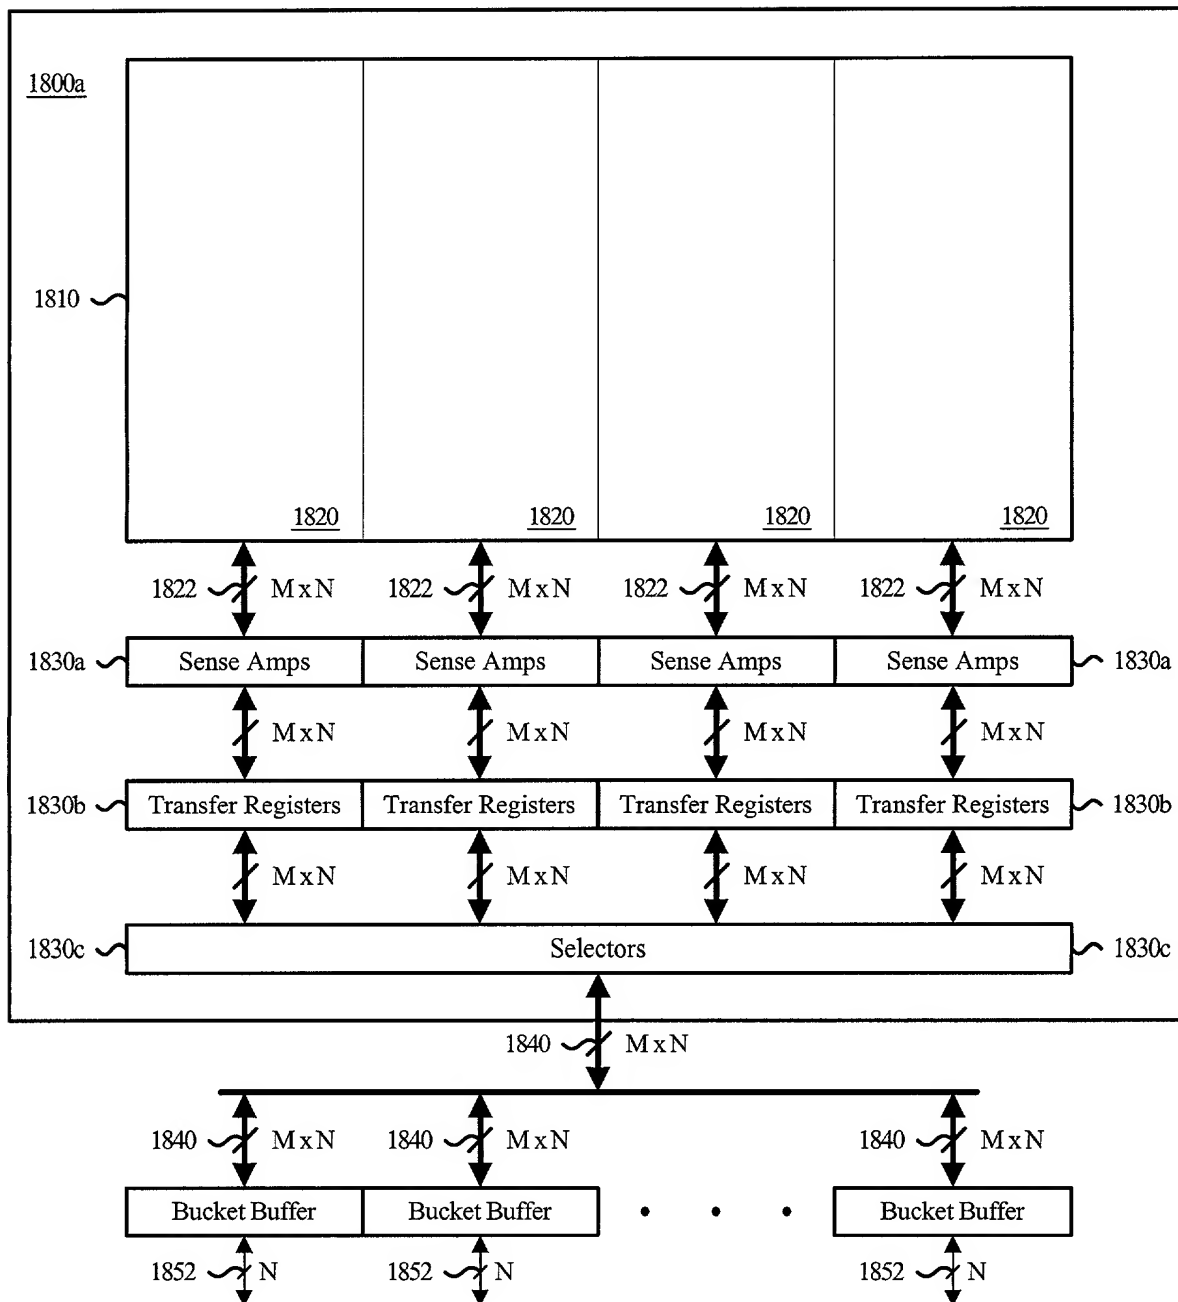 1800a
1810
1820 1820 1820 1820
1822 M x N 1822 M x N 1822 M x N 1822 M x N
1830a Sense Amps Sense Amps Sense Amps Sense Amps 1830a
M x N M x N M x N M x N
1830b Transfer Registers Transfer Registers Transfer Registers Transfer Registers 1830b
M x N M x N M x N M x N
1830c Selectors 1830c
1840 M x N
1840 M x N 1840 M x N 1840 M x N
Bucket Buffer Bucket Buffer • • • Bucket Buffer
1852 N 1852 N 1852 N